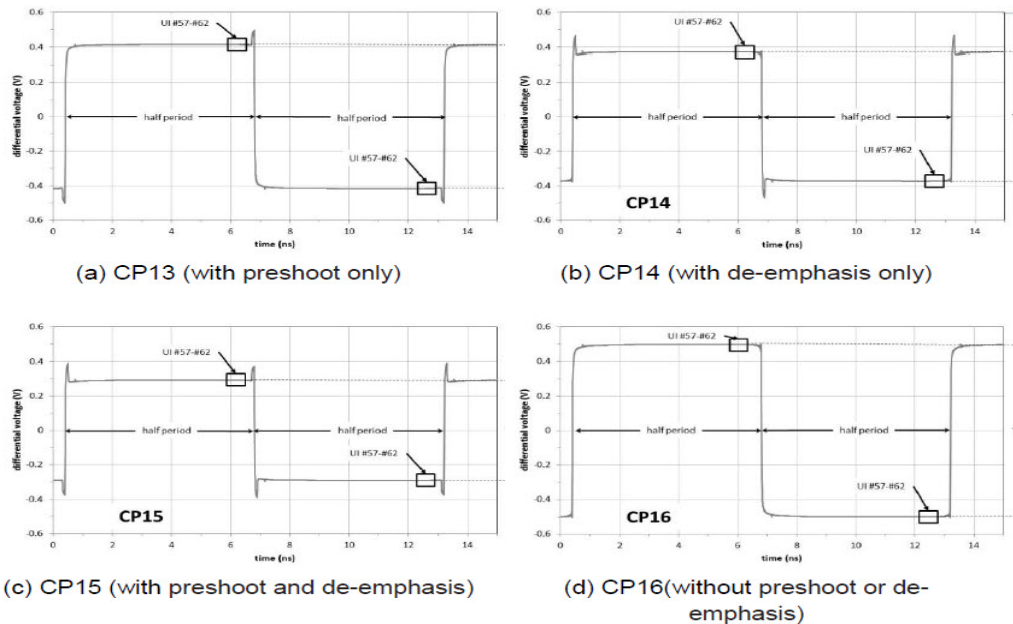 0.6
0.4
0.2
0
-0.2
-0.4
-0.6
differential voltage (V)
UI #57-#62
half period
half period
UI #57-#62
0 2 4 6 8 10 12 14
time (ns)
(a) CP13 (with preshoot only)
0.6
0.4
0.2
0
-0.2
-0.4
-0.6
differential voltage (V)
UI #57-#62
half period
half period
UI #57-#62
CP14
0 2 4 6 8 10 12 14
time (ns)
(b) CP14 (with de-emphasis only)
0.6
0.4
0.2
0
-0.2
-0.4
-0.6
differential voltage (V)
UI #57-#62
half period
half period
UI #57-#62
CP15
0 2 4 6 8 10 12 14
time (ns)
(c) CP15 (with preshoot and de-emphasis)
0.6
0.4
0.2
0
-0.2
-0.4
-0.6
differential voltage (V)
UI #57-#62
half period
half period
UI #57-#62
CP16
0 2 4 6 8 10 12 14
time (ns)
(d) CP16(without preshoot or de-
emphasis)